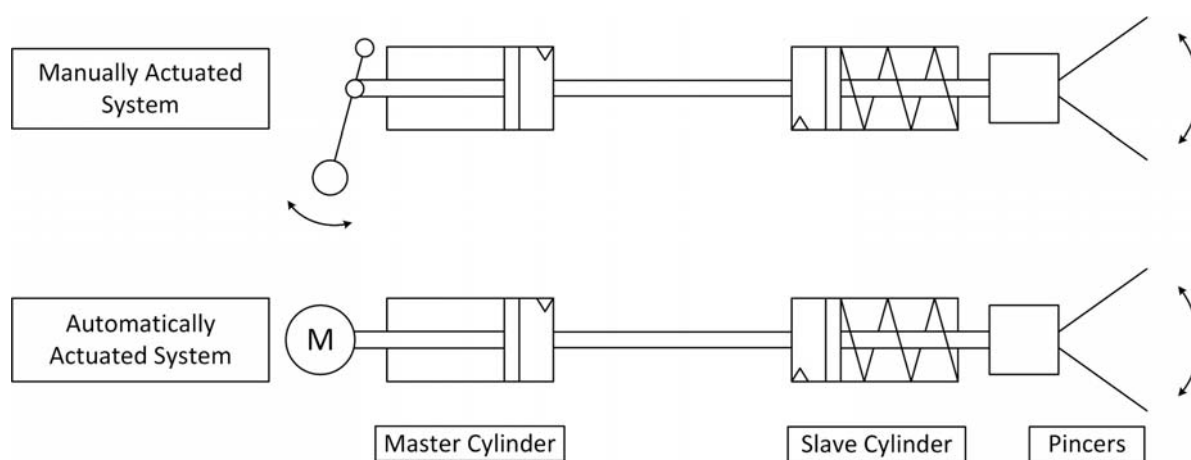 Manually Actuated
System
Automatically
Actuated System
M
Master Cylinder
Slave Cylinder
Pincers